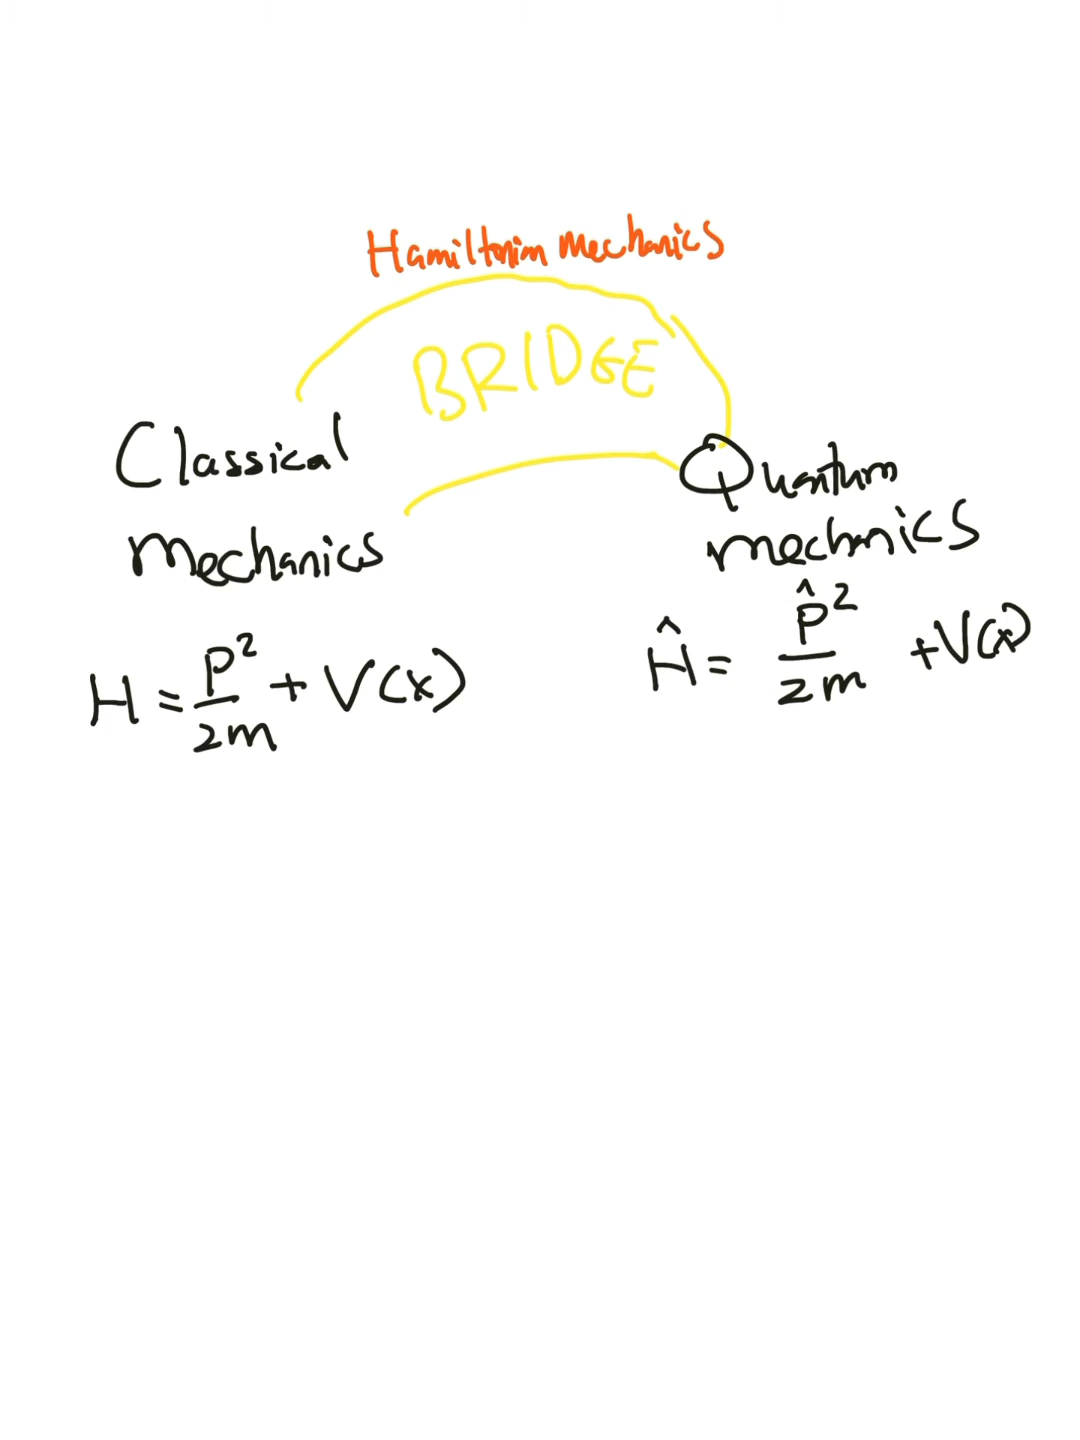 Hamiltonian mechanics
BRIDGE
Classical
Mechanics
Quantum
mechanics
H = P²/2m + V(x)
Ĥ = P̂²/2m + V(x)